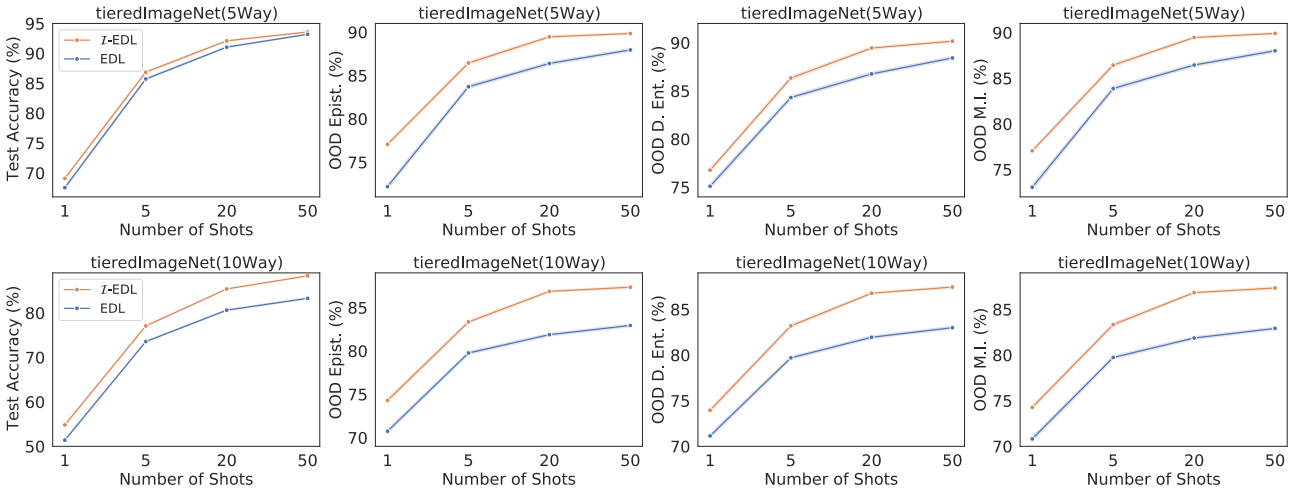 tieredImageNet(5Way)
Test Accuracy (%)
95
90
85
80
75
70
ℐ-EDL
EDL
1 5 20 50
Number of Shots
tieredImageNet(5Way)
OOD Epist. (%)
90
85
80
75
1 5 20 50
Number of Shots
tieredImageNet(5Way)
OOD D. Ent. (%)
90
85
80
75
1 5 20 50
Number of Shots
tieredImageNet(5Way)
OOD M.I. (%)
90
85
80
75
1 5 20 50
Number of Shots
tieredImageNet(10Way)
Test Accuracy (%)
80
70
60
50
ℐ-EDL
EDL
1 5 20 50
Number of Shots
tieredImageNet(10Way)
OOD Epist. (%)
85
80
75
70
1 5 20 50
Number of Shots
tieredImageNet(10Way)
OOD D. Ent. (%)
85
80
75
70
1 5 20 50
Number of Shots
tieredImageNet(10Way)
OOD M.I. (%)
85
80
75
70
1 5 20 50
Number of Shots